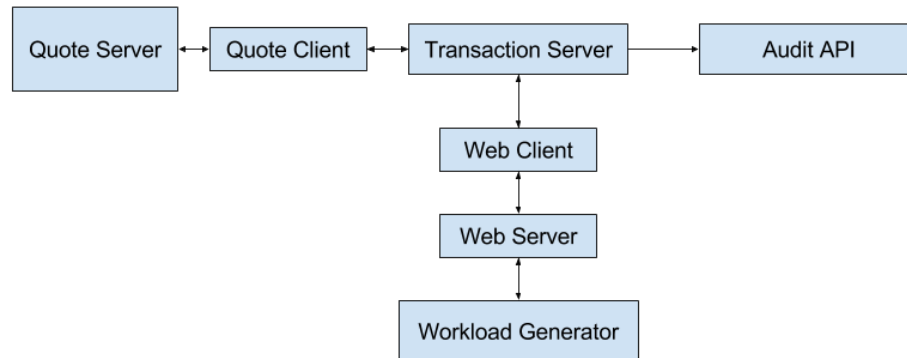 Quote Server
Quote Client
Transaction Server
Audit API
Web Client
Web Server
Workload Generator